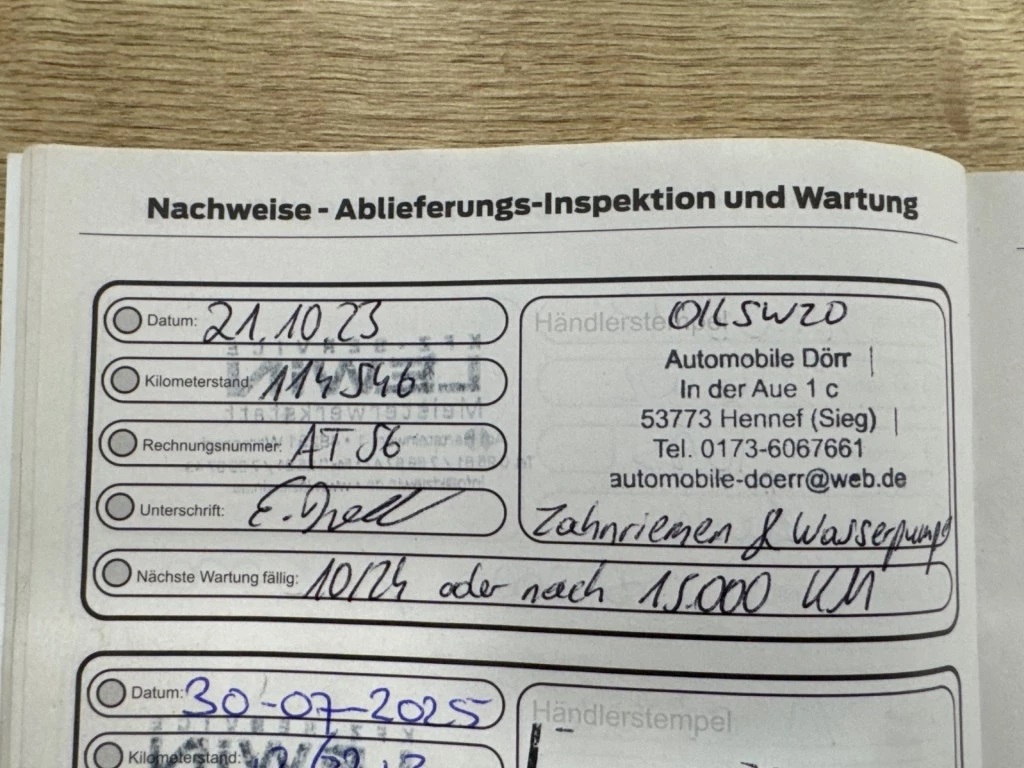 Nachweise - Ablieferungs-Inspektion und Wartung
Datum: 21.10 23
Kilometerstand: 114546
Rechnungsnummer: AT 56
Unterschrift:
Nächste Wartung fällig: 10/24 oder nach 15.000 KM
Händlerstempel
Automobile Dörr
In der Aue 1 c
53773 Hennef (Sieg)
Tel. 0173-6067661
automobile-doerr@web.de
Zahnriemen & Wasserpumpe
Datum: 30-07-2025
Kilometerstand:
Händlerstempel